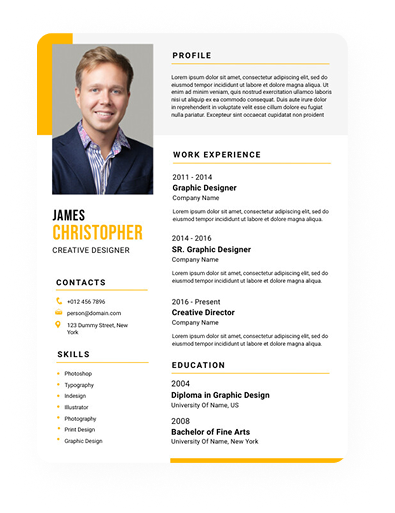 PROFILE
Lorem ipsum dolor sit amet, consectetur adipiscing elit, sed do
eiusmod tempor incididunt ut labore et dolore magna aliqua. Ut
enim ad minim veniam, quis nostrud exercitation ullamco laboris
nisi ut aliquip ex ea commodo consequat. Duis aute irure dolor
in reprehenderit in voluptate velit esse cillum dolore eu fugiat
nulla pariatur. Excepteur sint occaecat cupidatat non proident
JAMES
CHRISTOPHER
CREATIVE DESIGNER
CONTACTS
+012 456 7896
person@domain.com
123 Dummy Street, New
York
SKILLS
Photoshop
Typography
Indesign
Illustrator
Photography
Print Design
Graphic Design
WORK EXPERIENCE
2011 - 2014
Graphic Designer
Company Name
Lorem ipsum dolor sit amet, consectetur adipiscing elit, sed do
eiusmod tempor incididunt ut labore et dolore magna aliqua.
2014 - 2016
SR. Graphic Designer
Company Name
Lorem ipsum dolor sit amet, consectetur adipiscing elit, sed do
eiusmod tempor incididunt ut labore et dolore magna aliqua.
2016 - Present
Creative Director
Company Name
Lorem ipsum dolor sit amet, consectetur adipiscing elit, sed do
eiusmod tempor incididunt ut labore et dolore magna aliqua.
EDUCATION
2004
Diploma in Graphic Design
University Of Name, US
2008
Bachelor of Fine Arts
University Of Name, New York